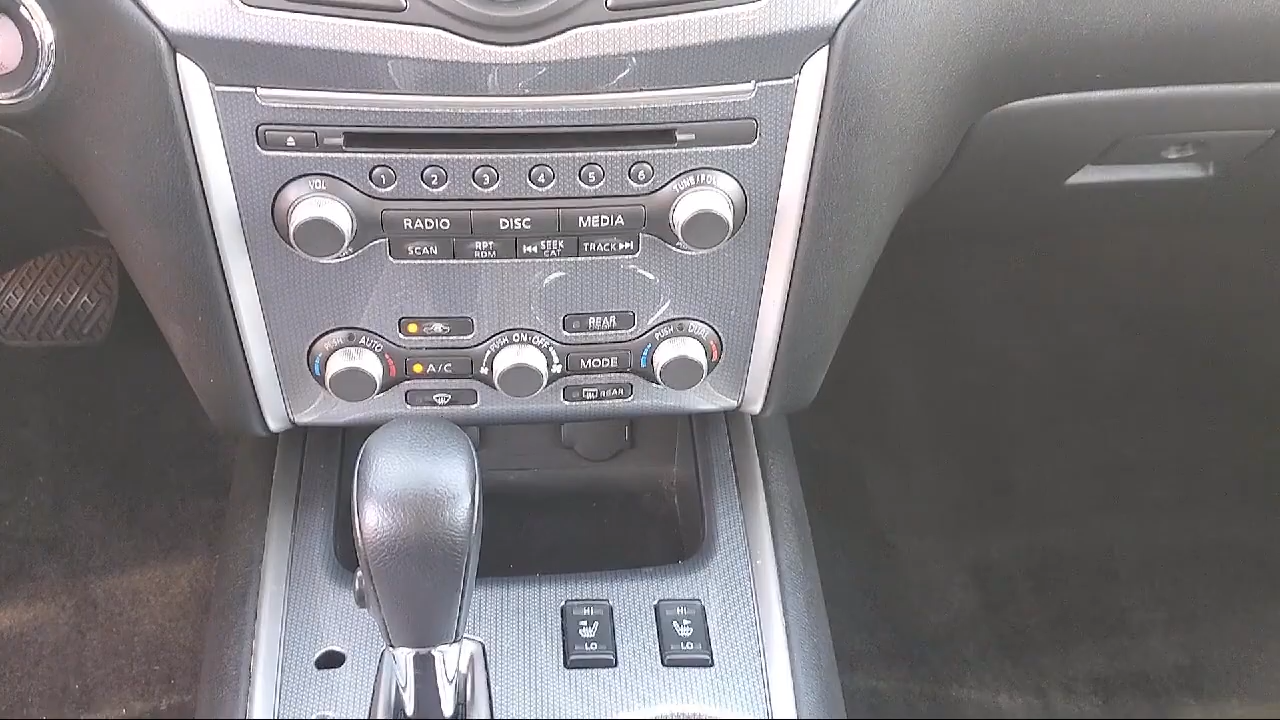 1 2 3 4 5 6
VOL
TUNE/FOL
RADIO DISC MEDIA
SCAN RPT RDM SEEK CAT TRACK
REAR
PUSH AUTO
PUSH ON·OFF
PUSH DUAL
A/C
MODE
REAR
HI HI
LO LO